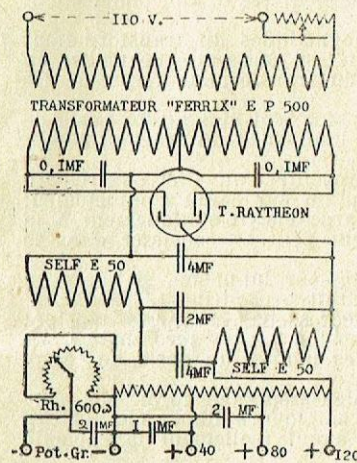 110 V.
TRANSFORMATEUR "FERRIX" E P 500
0,1MF 0,1MF
T.RAYTHEON
4MF
SELF E 50
2MF
4MF
SELF E 50
Rh. 600ω
2 MF 1 MF 2 MF
-O Pot.Gr.-O +O 40 +O 80 +O 120